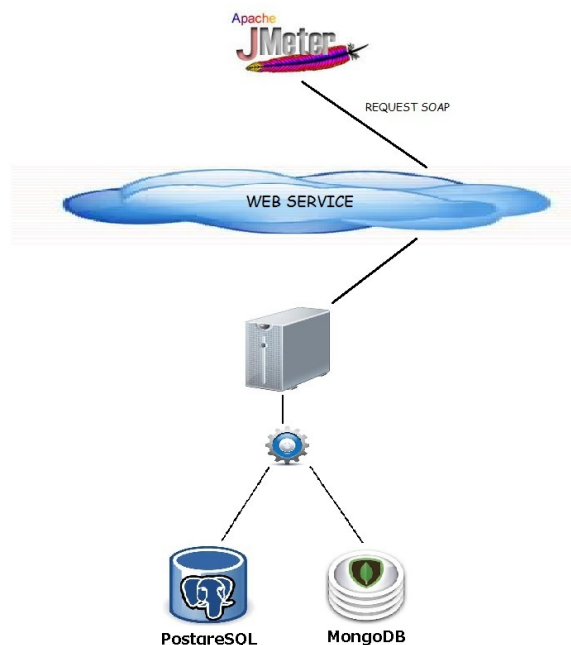 Apache
JMeter
REQUEST SOAP
WEB SERVICE
PostgreSQL
MongoDB